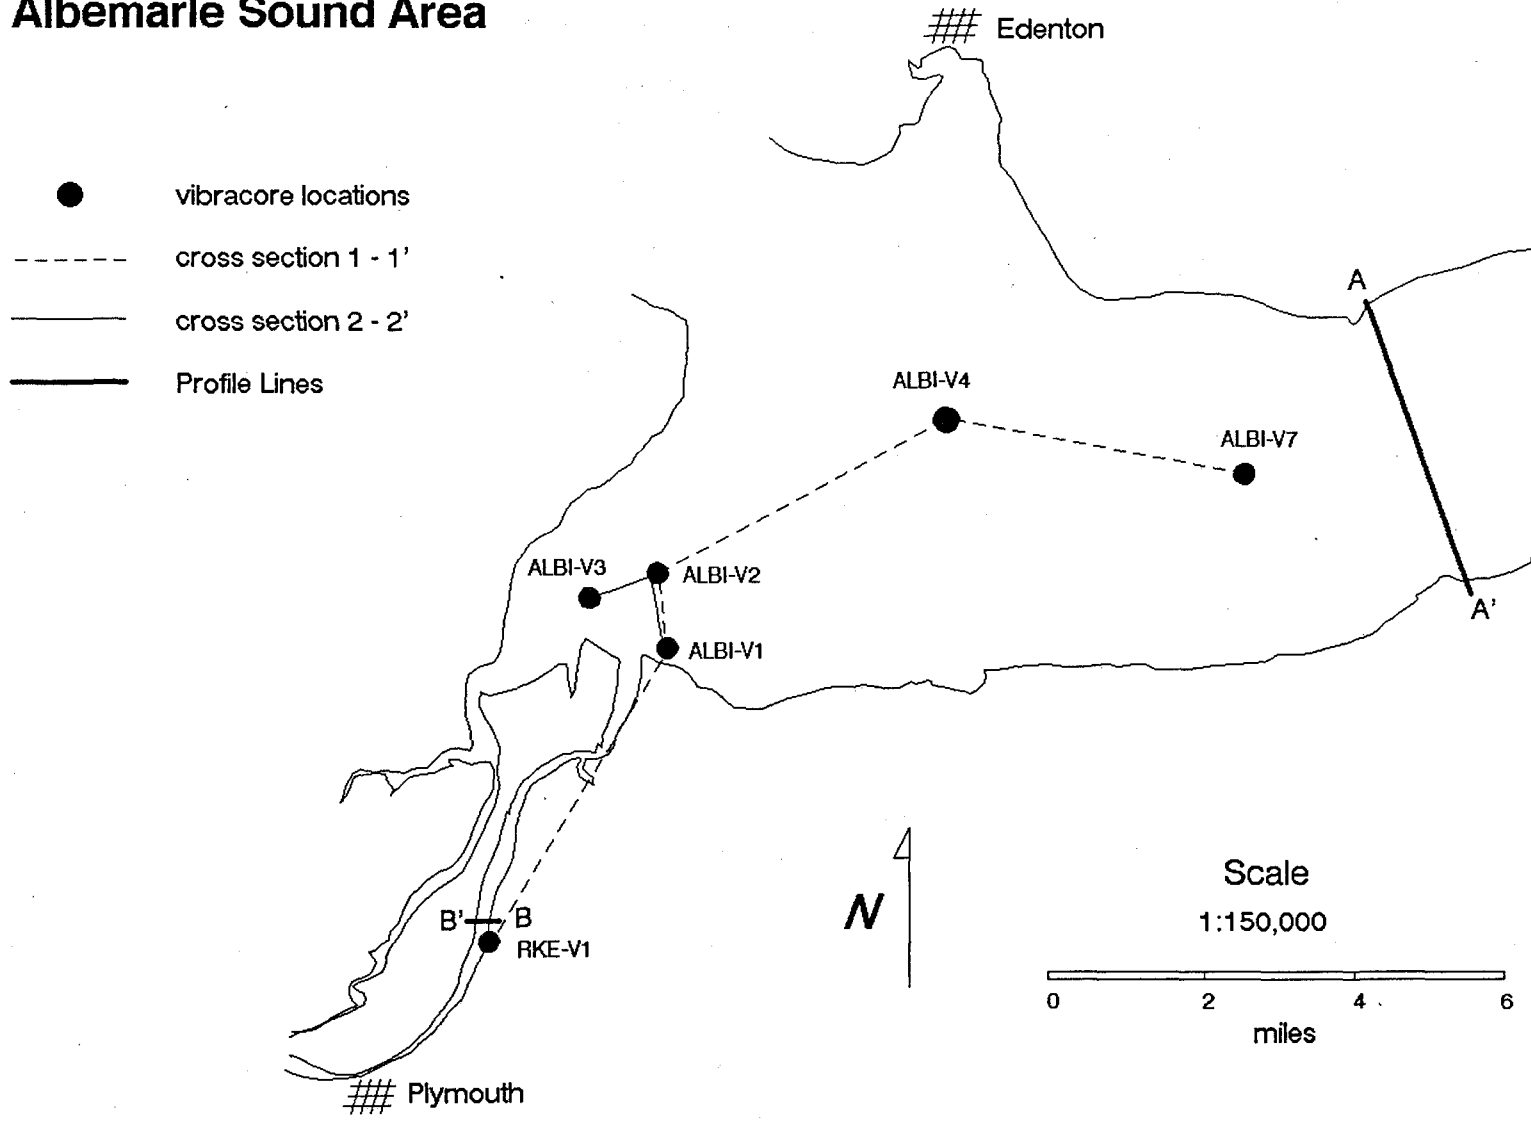 Albemarle Sound Area
Edenton
vibracore locations
cross section 1 - 1'
cross section 2 - 2'
Profile Lines
A
ALBI-V4
ALBI-V7
ALBI-V3
ALBI-V2
ALBI-V1
A'
B'
B
RKE-V1
N
Scale
1:150,000
0 2 4 6
miles
Plymouth